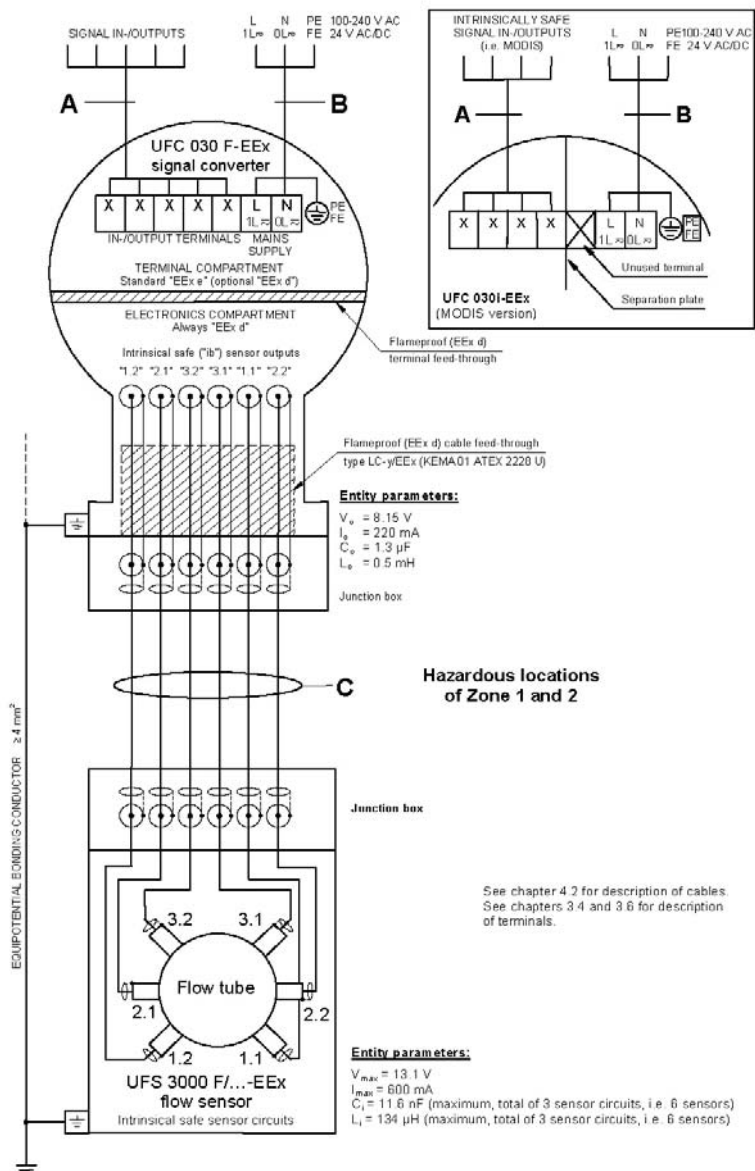 SIGNAL IN-/OUTPUTS
L N PE 100-240 V AC
1L≂ 0L≂ FE 24 V AC/DC
A
B
UFC 030 F-EEx
signal converter
X X X X X L N
1L≂ 0L≂
PE
FE
IN-/OUTPUT TERMINALS MAINS
SUPPLY
TERMINAL COMPARTMENT
Standard "EEx e" (optional "EEx d")
ELECTRONICS COMPARTMENT
Always "EEx d"
Flameproof (EEx d)
terminal feed-through
Intrinsical safe ("ib") sensor outputs
"1.2" "2.1" "3.2" "3.1" "1.1" "2.2"
INTRINSICALLY SAFE
SIGNAL IN-/OUTPUTS
(i.e. MODIS)
L N PE 100-240 V AC
1L≂ 0L≂ FE 24 V AC/DC
A
B
X X X X L N
1L≂ 0L≂
PE
FE
Unused terminal
Separation plate
UFC 030i-EEx
(MODIS version)
Flameproof (EEx d) cable feed-through
type LC-y/EEx (KEMA 01 ATEX 2220 U)
Entity parameters:
Vo = 8.15 V
Io = 220 mA
Co = 1.3 µF
Lo = 0.5 mH
Junction box
C
Hazardous locations
of Zone 1 and 2
EQUIPOTENTIAL BONDING CONDUCTOR ≥ 4 mm²
Junction box
See chapter 4.2 for description of cables.
See chapters 3.4 and 3.6 for description
of terminals.
3.2 3.1
Flow tube
2.1 2.2
1.2 1.1
UFS 3000 F/...-EEx
flow sensor
Intrinsical safe sensor circuits
Entity parameters:
Vmax = 13.1 V
Imax = 600 mA
Ci = 11.6 nF (maximum, total of 3 sensor circuits, i.e. 6 sensors)
Li = 134 µH (maximum, total of 3 sensor circuits, i.e. 6 sensors)